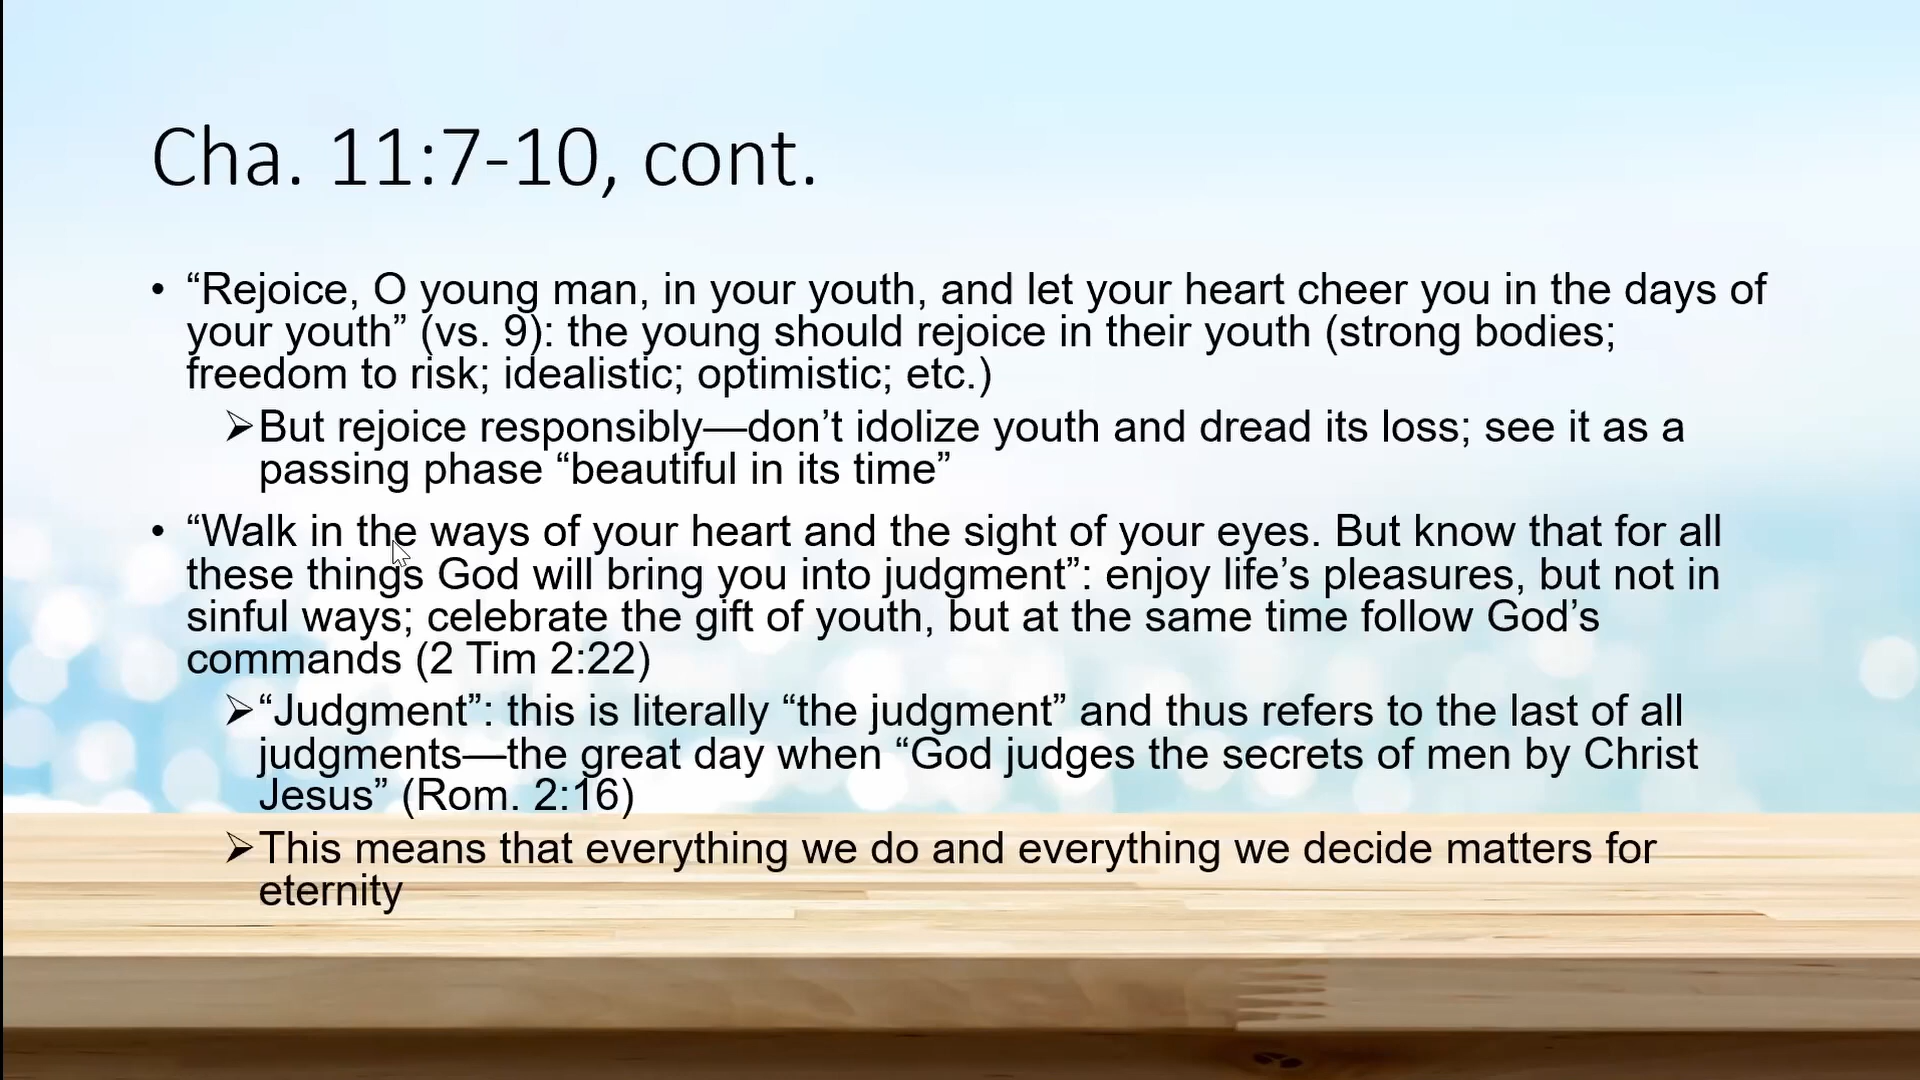 Cha. 11:7-10, cont.
• “Rejoice, O young man, in your youth, and let your heart cheer you in the days of
your youth” (vs. 9): the young should rejoice in their youth (strong bodies;
freedom to risk; idealistic; optimistic; etc.)
➢But rejoice responsibly—don’t idolize youth and dread its loss; see it as a
passing phase “beautiful in its time”
• “Walk in the ways of your heart and the sight of your eyes. But know that for all
these things God will bring you into judgment”: enjoy life’s pleasures, but not in
sinful ways; celebrate the gift of youth, but at the same time follow God’s
commands (2 Tim 2:22)
➢“Judgment”: this is literally “the judgment” and thus refers to the last of all
judgments—the great day when “God judges the secrets of men by Christ
Jesus” (Rom. 2:16)
➢This means that everything we do and everything we decide matters for
eternity